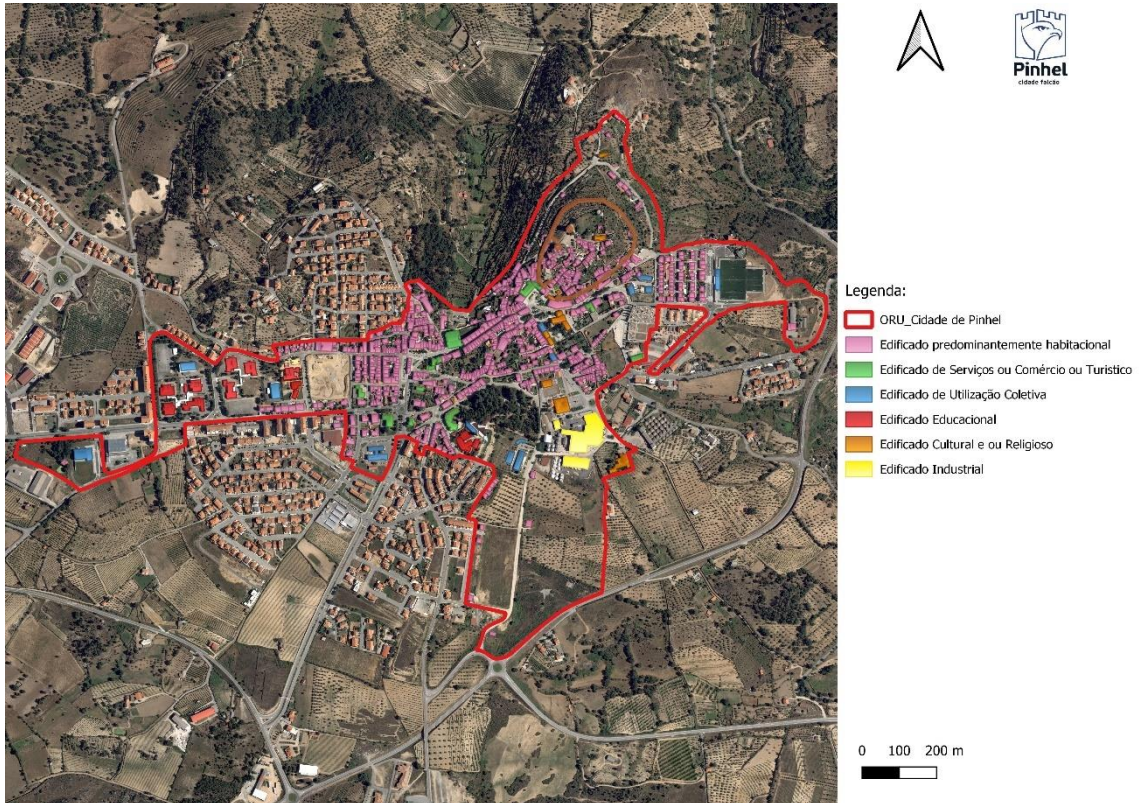 Pinhel
cidade falcão
Legenda:
ORU_Cidade de Pinhel
Edificado predominantemente habitacional
Edificado de Serviços ou Comércio ou Turistico
Edificado de Utilização Coletiva
Edificado Educacional
Edificado Cultural e ou Religioso
Edificado Industrial
0 100 200 m